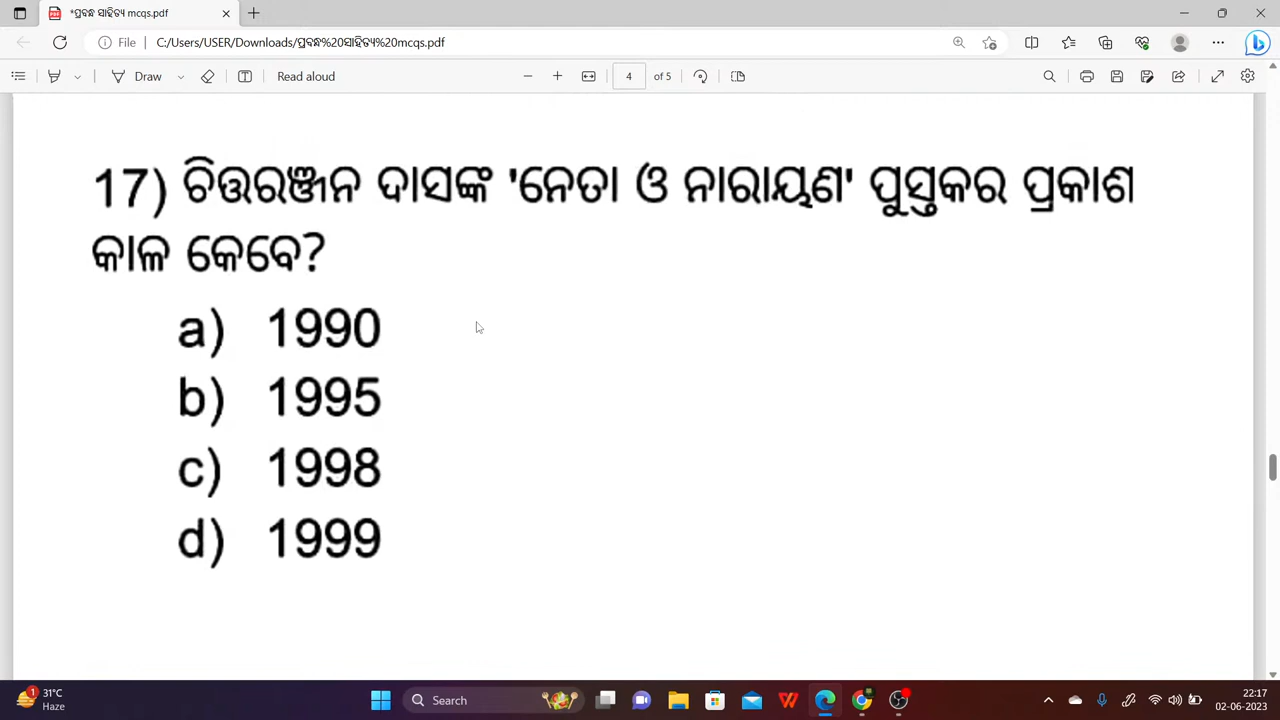 *ପ୍ରବନ୍ଧ ସାହିତ୍ୟ mcqs.pdf
File C:/Users/USER/Downloads/ପ୍ରବନ୍ଧ%20ସାହିତ୍ୟ%20mcqs.pdf
Draw Read aloud 4 of 5
17) ଚିତ୍ତରଞ୍ଜନ ଦାସଙ୍କ 'ନେତା ଓ ନାରାୟଣ' ପୁସ୍ତକର ପ୍ରକାଶ
କାଳ କେବେ?
a) 1990
b) 1995
c) 1998
d) 1999
1 31°C
Haze
Search
22:17
02-06-2023